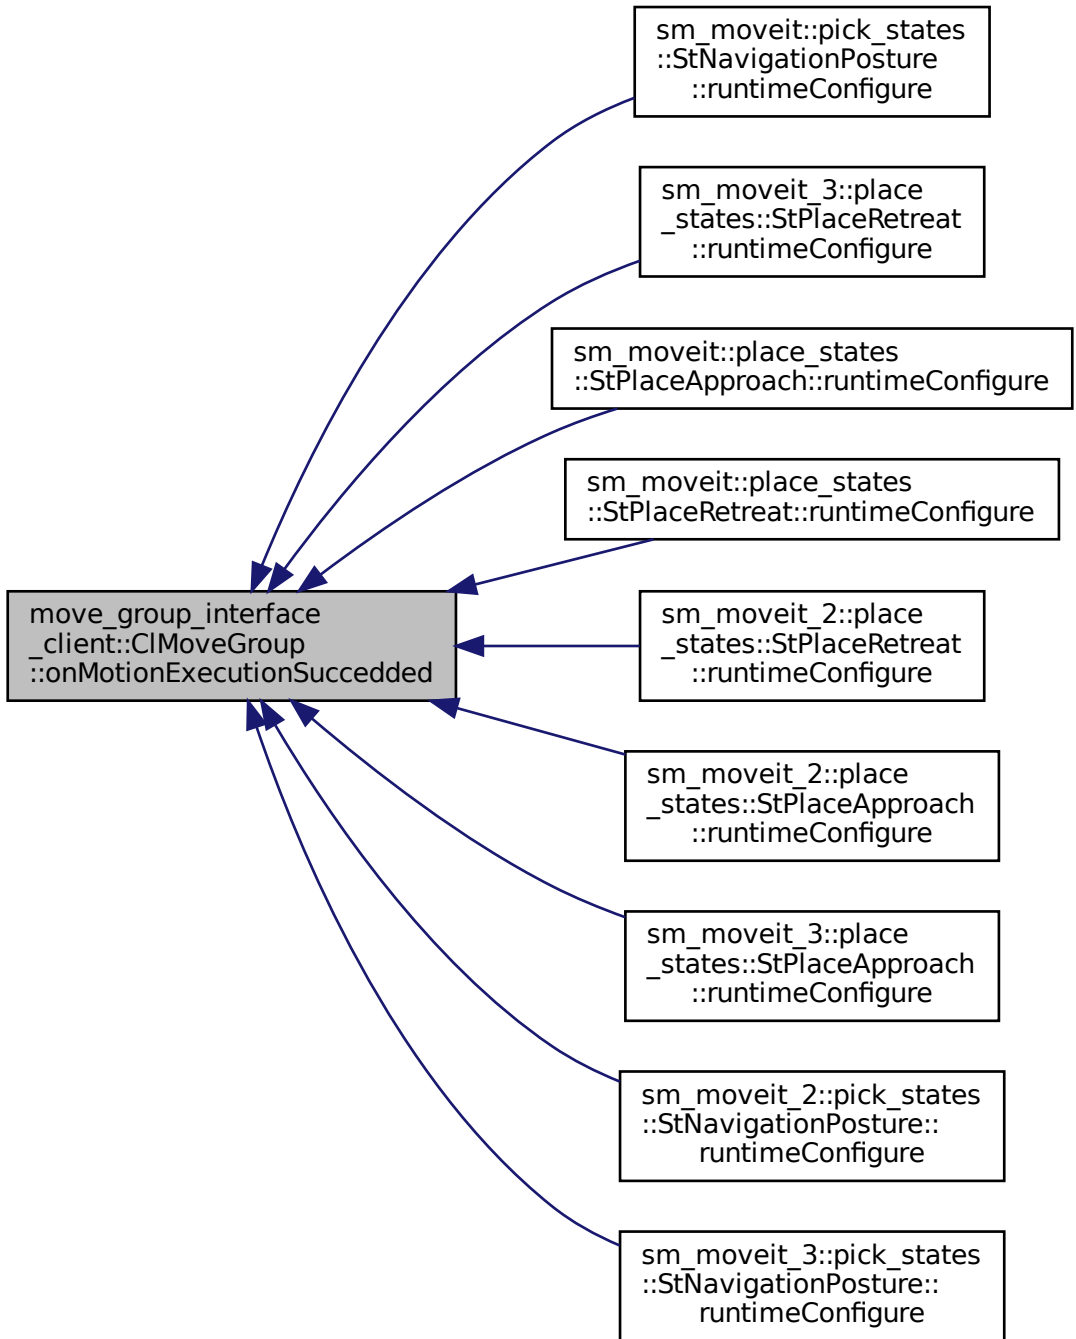 sm_moveit::pick_states
::StNavigationPosture
::runtimeConfigure
sm_moveit_3::place
_states::StPlaceRetreat
::runtimeConfigure
sm_moveit::place_states
::StPlaceApproach::runtimeConfigure
sm_moveit::place_states
::StPlaceRetreat::runtimeConfigure
move_group_interface
_client::ClMoveGroup
::onMotionExecutionSuccedded
sm_moveit_2::place
_states::StPlaceRetreat
::runtimeConfigure
sm_moveit_2::place
_states::StPlaceApproach
::runtimeConfigure
sm_moveit_3::place
_states::StPlaceApproach
::runtimeConfigure
sm_moveit_2::pick_states
::StNavigationPosture::
runtimeConfigure
sm_moveit_3::pick_states
::StNavigationPosture::
runtimeConfigure